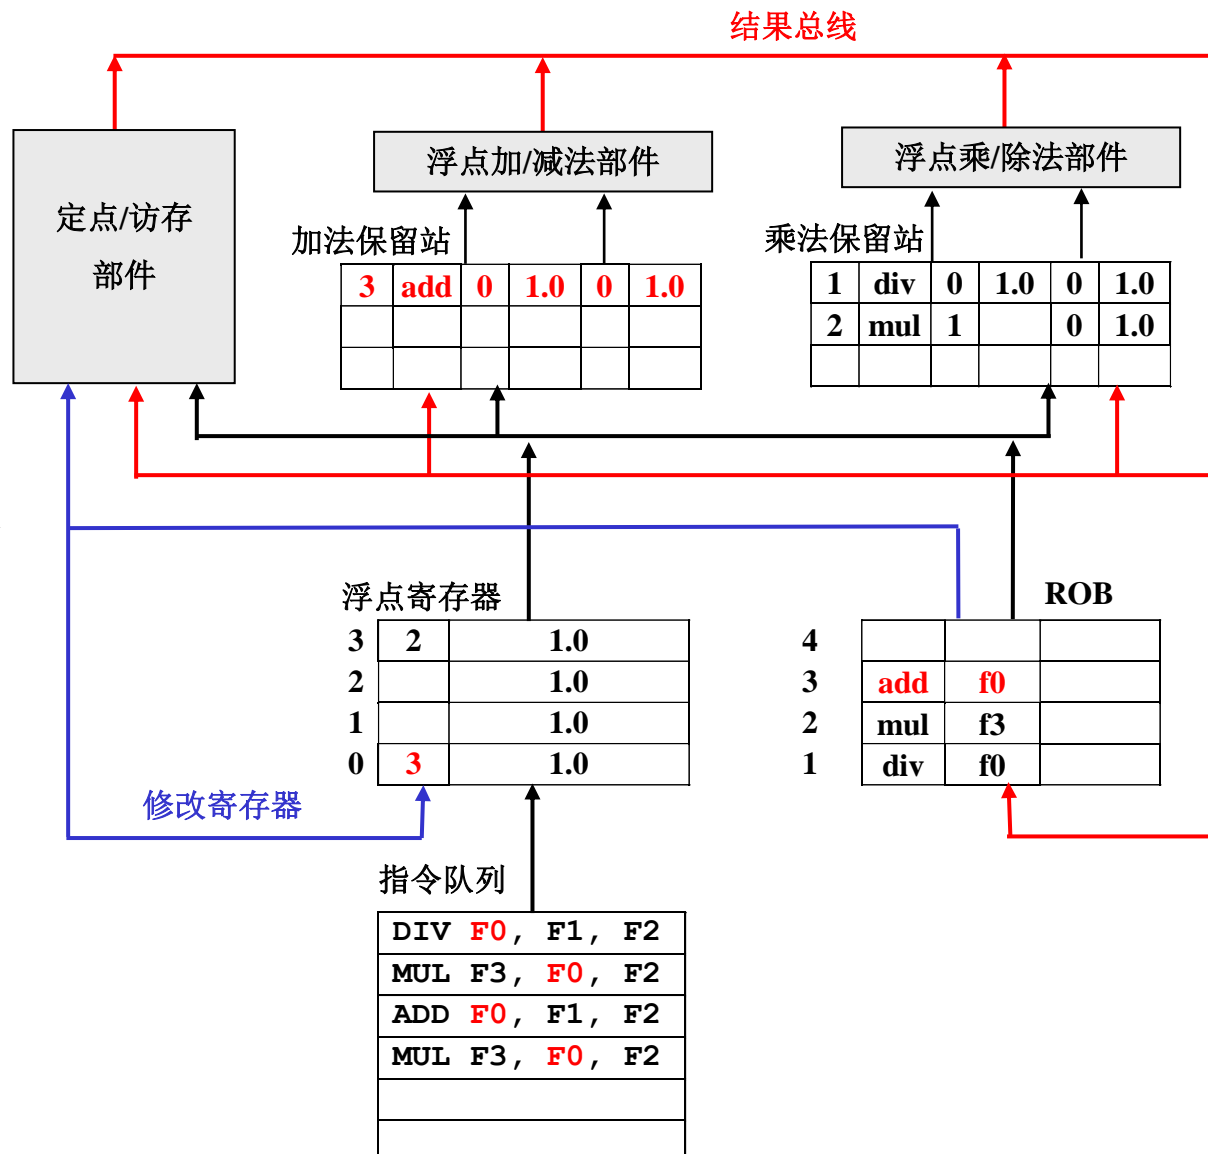 结果总线
定点/访存
部件
浮点加/减法部件
浮点乘/除法部件
加法保留站
3 add 0 1.0 0 1.0
乘法保留站
1 div 0 1.0 0 1.0
2 mul 1 0 1.0
浮点寄存器
3 2 1.0
2 1.0
1 1.0
0 3 1.0
ROB
4
3 add f0
2 mul f3
1 div f0
修改寄存器
指令队列
DIV F0, F1, F2
MUL F3, F0, F2
ADD F0, F1, F2
MUL F3, F0, F2